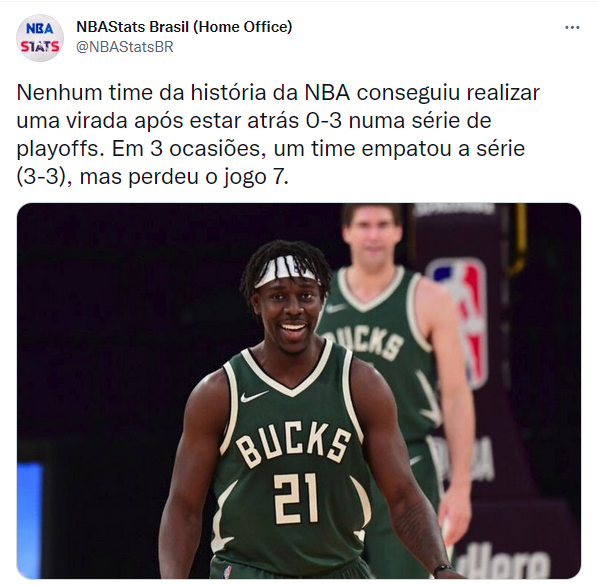 NBA
STATS
NBAStats Brasil (Home Office)
@NBAStatsBR
Nenhum time da história da NBA conseguiu realizar
uma virada após estar atrás 0-3 numa série de
playoffs. Em 3 ocasiões, um time empatou a série
(3-3), mas perdeu o jogo 7.
BUCKS
BUCKS
21